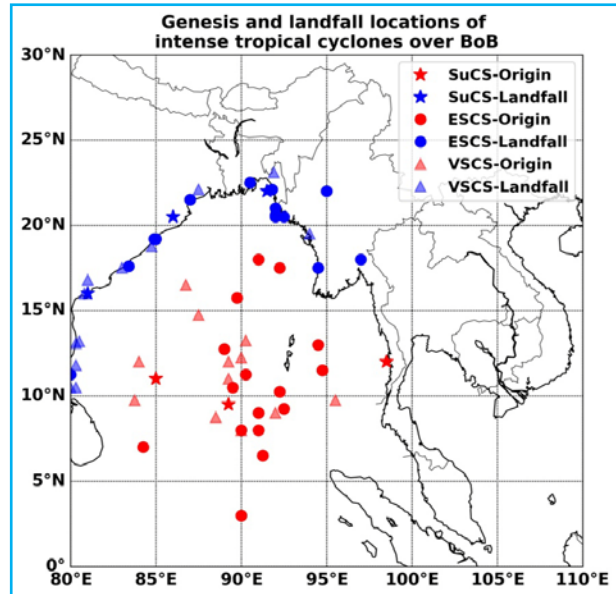 Genesis and landfall locations of
intense tropical cyclones over BoB
30°N
25°N
20°N
15°N
10°N
5°N
0°
80°E
85°E
90°E
95°E
100°E
105°E
110°E
SuCS-Origin
SuCS-Landfall
ESCS-Origin
ESCS-Landfall
VSCS-Origin
VSCS-Landfall